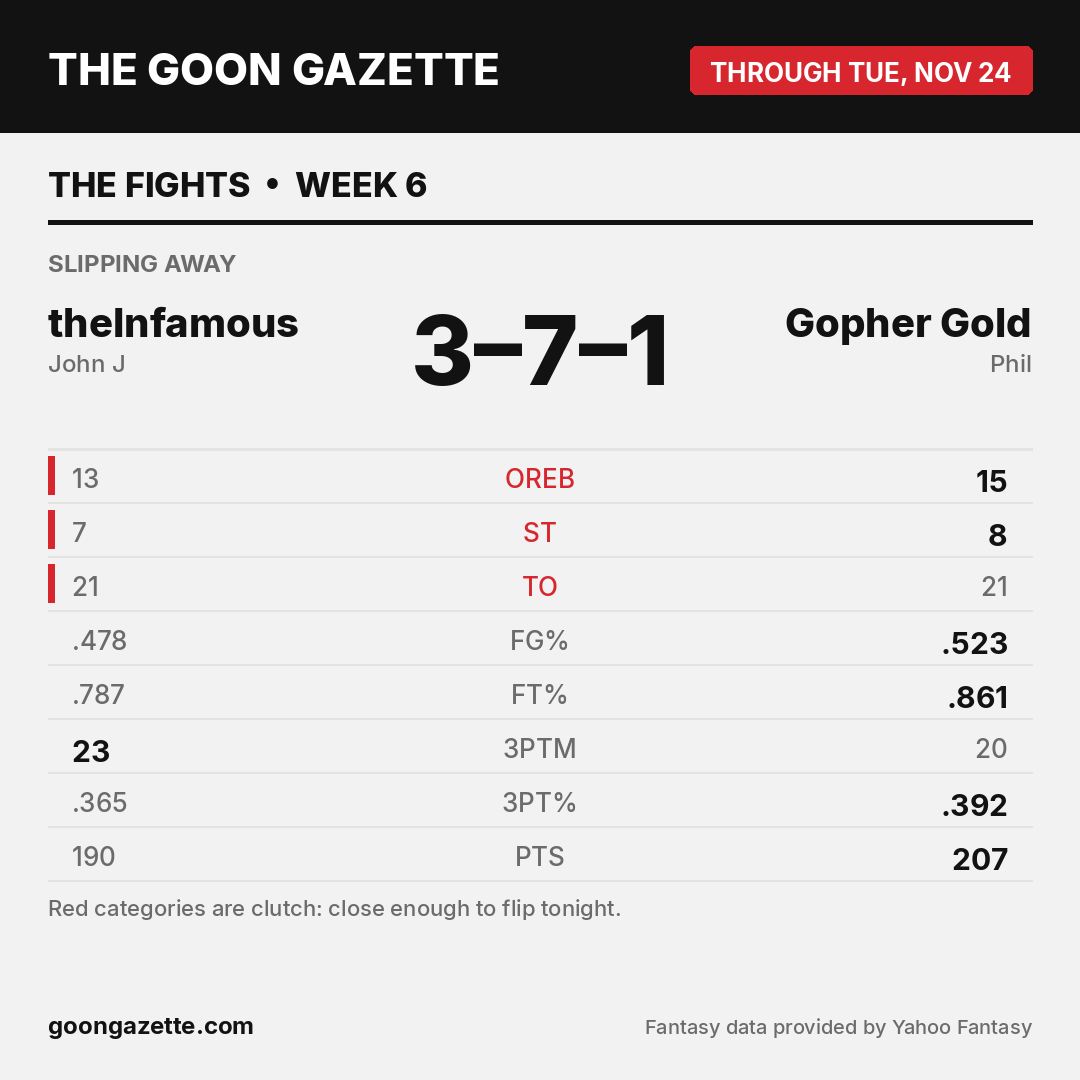 THE GOON GAZETTE
THROUGH TUE, NOV 24
THE FIGHTS • WEEK 6
SLIPPING AWAY
theInfamous 3–7–1 Gopher Gold
John J Phil
13 OREB 15
7 ST 8
21 TO 21
.478 FG% .523
.787 FT% .861
23 3PTM 20
.365 3PT% .392
190 PTS 207
Red categories are clutch: close enough to flip tonight.
goongazette.com
Fantasy data provided by Yahoo Fantasy